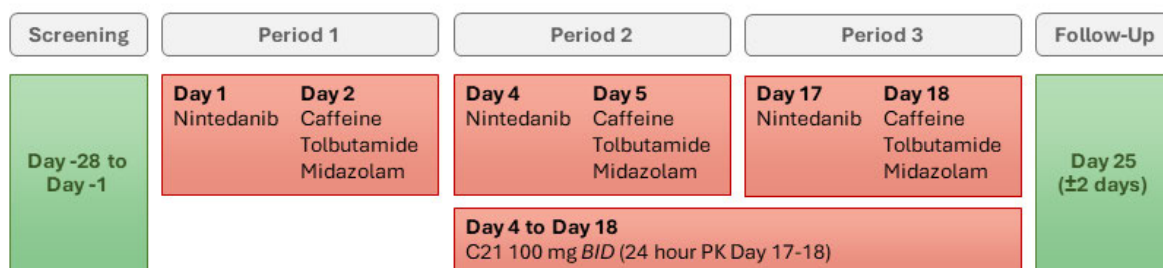 Screening
Period 1
Period 2
Period 3
Follow-Up
Day -28 to
Day -1
Day 1
Nintedanib
Day 2
Caffeine
Tolbutamide
Midazolam
Day 4
Nintedanib
Day 5
Caffeine
Tolbutamide
Midazolam
Day 17
Nintedanib
Day 18
Caffeine
Tolbutamide
Midazolam
Day 25
(±2 days)
Day 4 to Day 18
C21 100 mg BID (24 hour PK Day 17-18)